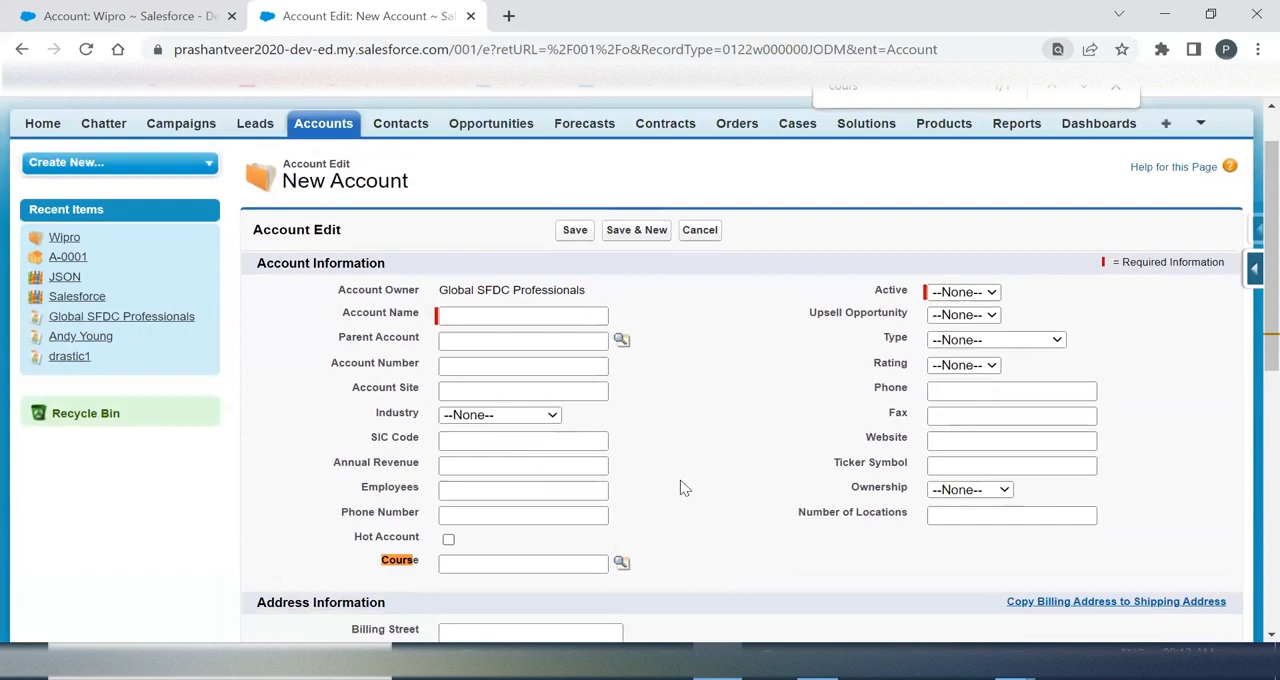 Account: Wipro ~ Salesforce - De
Account Edit: New Account ~ Sal
prashantveer2020-dev-ed.my.salesforce.com/001/e?retURL=%2F001%2Fo&RecordType=0122w000000JODM&ent=Account
P
cours
1/1
Home Chatter Campaigns Leads Accounts Contacts Opportunities Forecasts Contracts Orders Cases Solutions Products Reports Dashboards +
Create New...
Account Edit
New Account
Help for this Page ?
Recent Items
Wipro
A-0001
JSON
Salesforce
Global SFDC Professionals
Andy Young
drastic1
Recycle Bin
Account Edit
Save
Save & New
Cancel
Account Information
= Required Information
Account Owner Global SFDC Professionals
Active --None--
Account Name
Upsell Opportunity --None--
Parent Account
Type --None--
Account Number
Rating --None--
Account Site
Phone
Industry --None--
Fax
SIC Code
Website
Annual Revenue
Ticker Symbol
Employees
Ownership --None--
Phone Number
Number of Locations
Hot Account
Course
Address Information
Copy Billing Address to Shipping Address
Billing Street